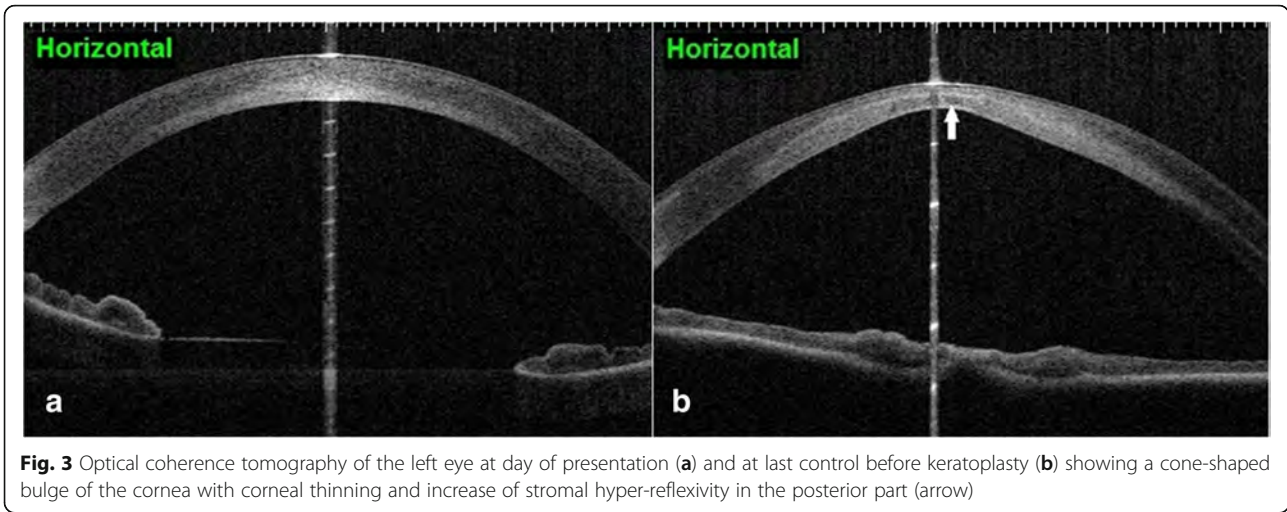 Horizontal
Horizontal
a
b
Fig. 3 Optical coherence tomography of the left eye at day of presentation (a) and at last control before keratoplasty (b) showing a cone-shaped
bulge of the cornea with corneal thinning and increase of stromal hyper-reflexivity in the posterior part (arrow)